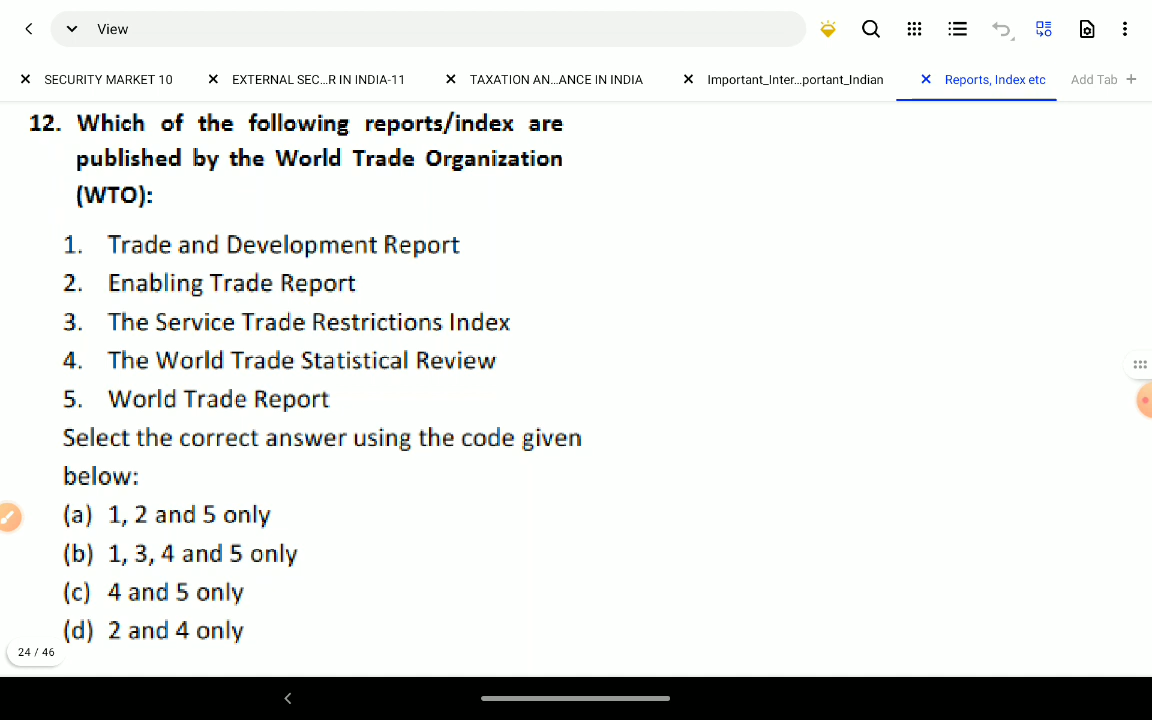 View
SECURITY MARKET 10
EXTERNAL SEC...R IN INDIA-11
TAXATION AN...ANCE IN INDIA
Important_Inter...portant_Indian
Reports, Index etc
Add Tab +
12. Which of the following reports/index are
published by the World Trade Organization
(WTO):
1. Trade and Development Report
2. Enabling Trade Report
3. The Service Trade Restrictions Index
4. The World Trade Statistical Review
5. World Trade Report
Select the correct answer using the code given
below:
(a) 1, 2 and 5 only
(b) 1, 3, 4 and 5 only
(c) 4 and 5 only
(d) 2 and 4 only
24 / 46